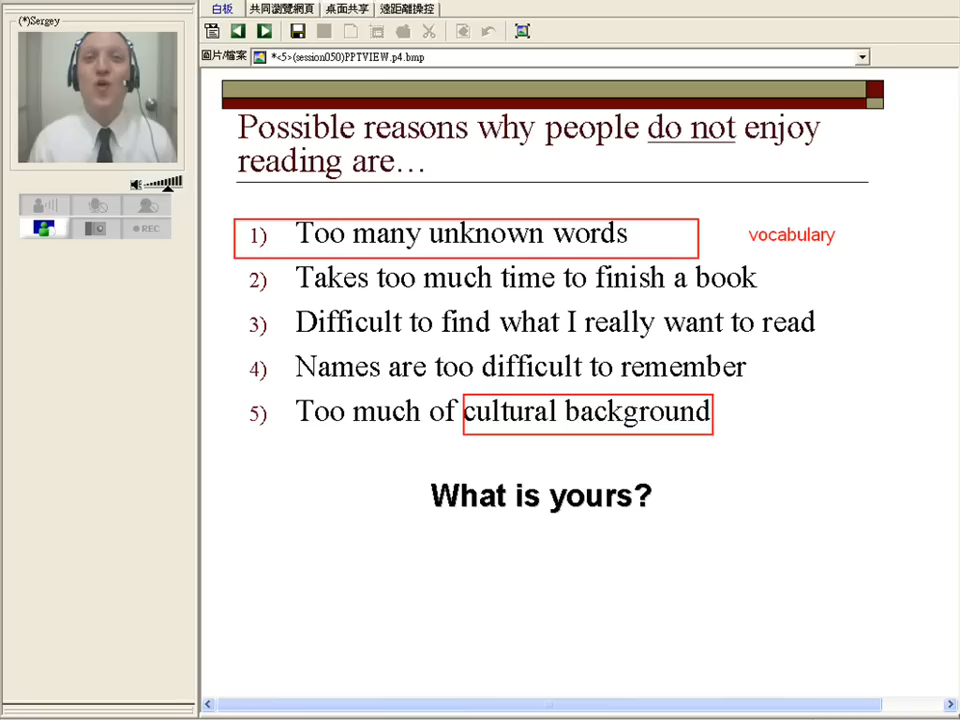 白板 共同瀏覽網頁 桌面共享 遠距離操控
(*)Sergey
圖片/檔案 *<5>(session050)PPTVIEW.p4.bmp
Possible reasons why people do not enjoy
reading are…
1) Too many unknown words vocabulary
2) Takes too much time to finish a book
3) Difficult to find what I really want to read
4) Names are too difficult to remember
5) Too much of cultural background
What is yours?
REC